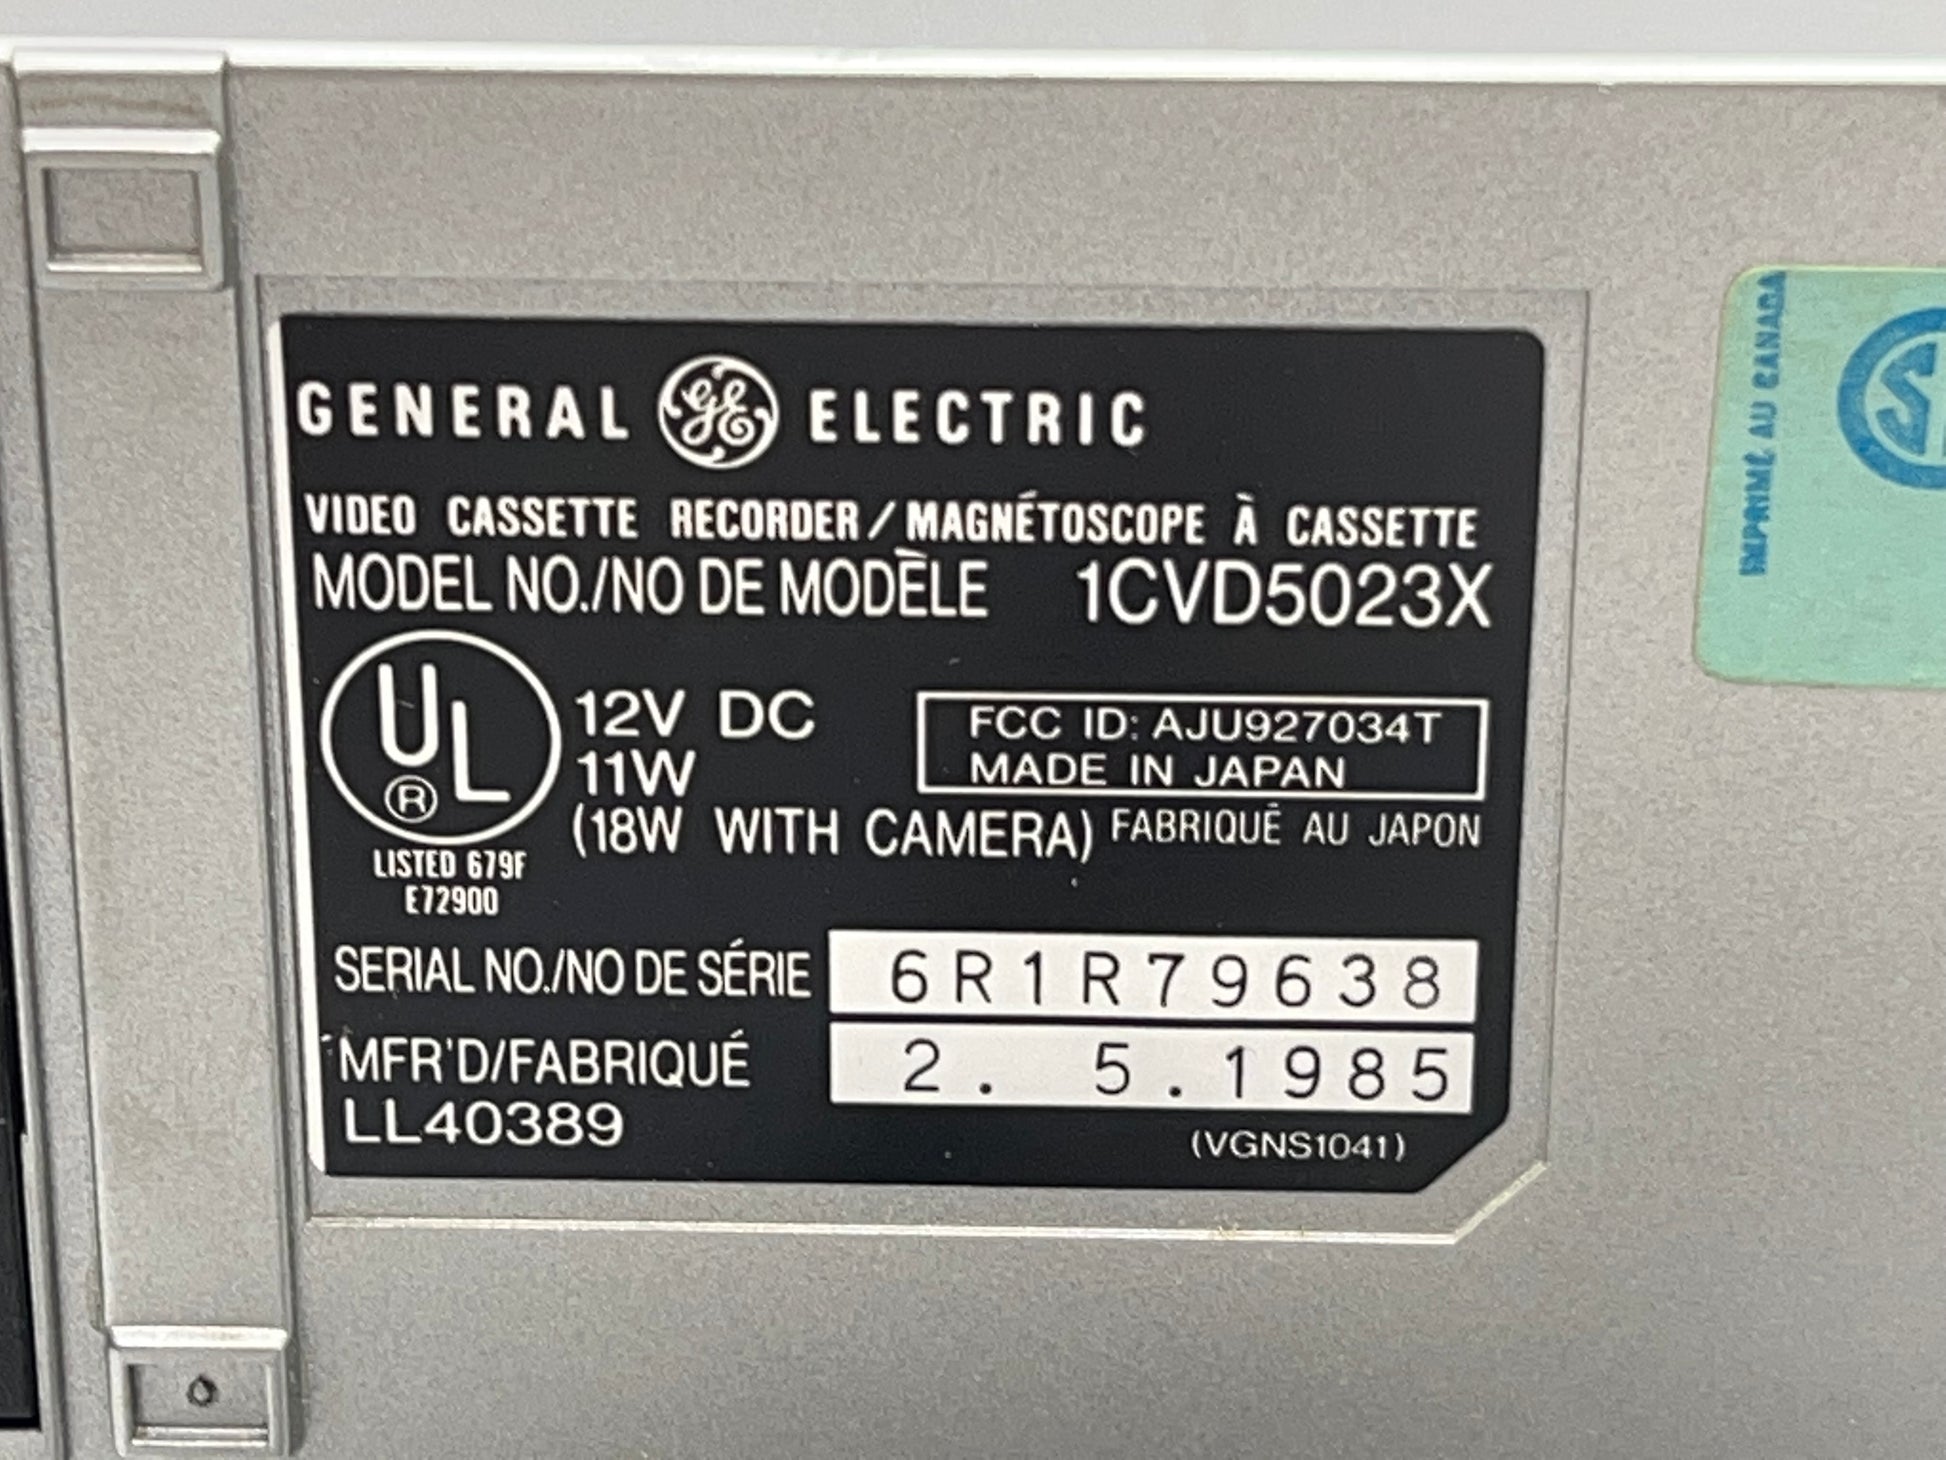 GENERAL GE ELECTRIC
VIDEO CASSETTE RECORDER/MAGNÉTOSCOPE À CASSETTE
MODEL NO./NO DE MODÈLE 1CVD5023X
UL
®
LISTED 679F
E72900
12V DC
11W
(18W WITH CAMERA)
FCC ID: AJU927034T
MADE IN JAPAN
FABRIQUÉ AU JAPON
SERIAL NO./NO DE SÉRIE 6R1R79638
MFR'D/FABRIQUÉ 2. 5.1985
LL40389
(VGNS1041)
IMPRIMÉ AU CANADA